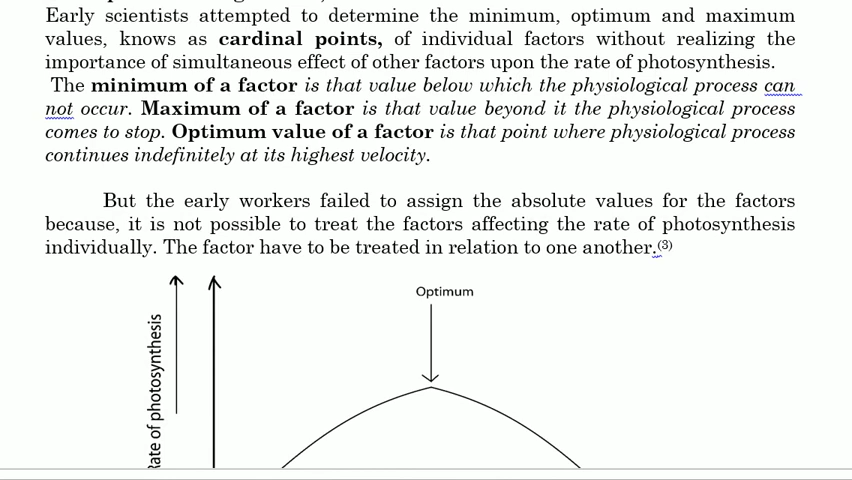 Early scientists attempted to determine the minimum, optimum and maximum
values, knows as cardinal points, of individual factors without realizing the
importance of simultaneous effect of other factors upon the rate of photosynthesis.
The minimum of a factor is that value below which the physiological process can
not occur. Maximum of a factor is that value beyond it the physiological process
comes to stop. Optimum value of a factor is that point where physiological process
continues indefinitely at its highest velocity.
But the early workers failed to assign the absolute values for the factors
because, it is not possible to treat the factors affecting the rate of photosynthesis
individually. The factor have to be treated in relation to one another.(3)
Optimum
Rate of photosynthesis